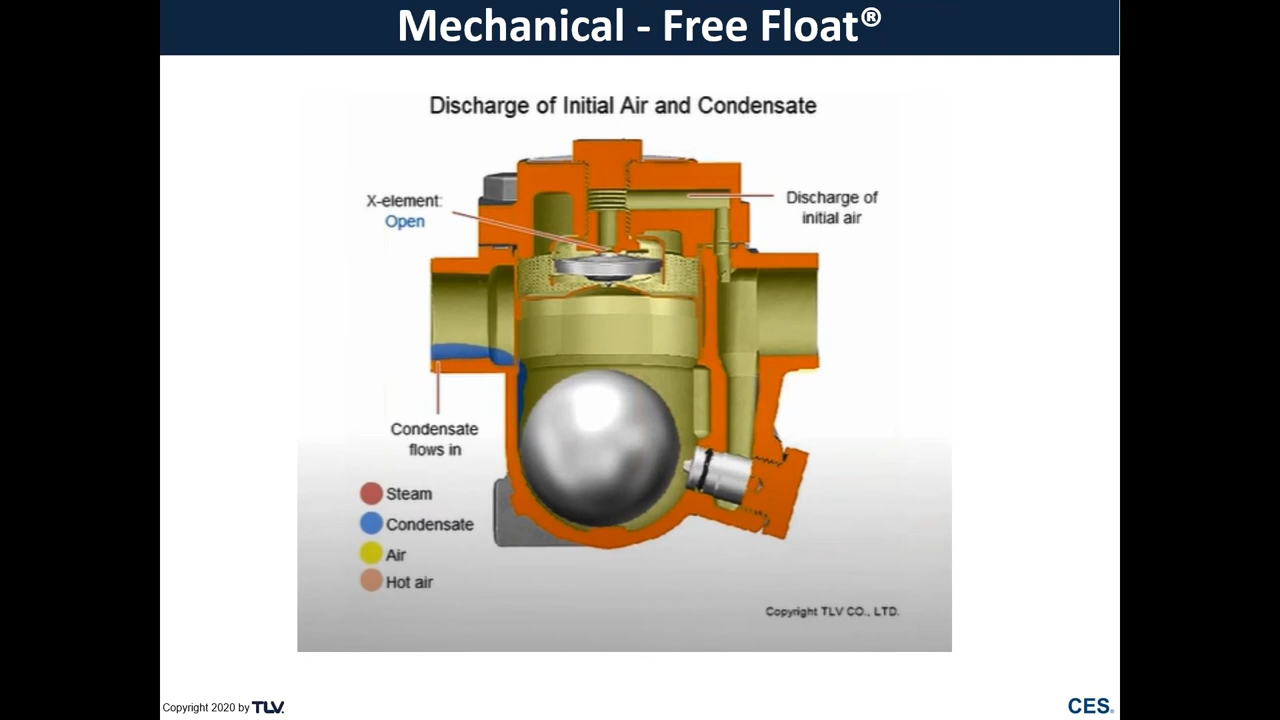 Mechanical - Free Float®
Discharge of Initial Air and Condensate
X-element:
Open
Discharge of
initial air
Condensate
flows in
Steam
Condensate
Air
Hot air
Copyright TLV CO., LTD.
Copyright 2020 by TLV.
CES®